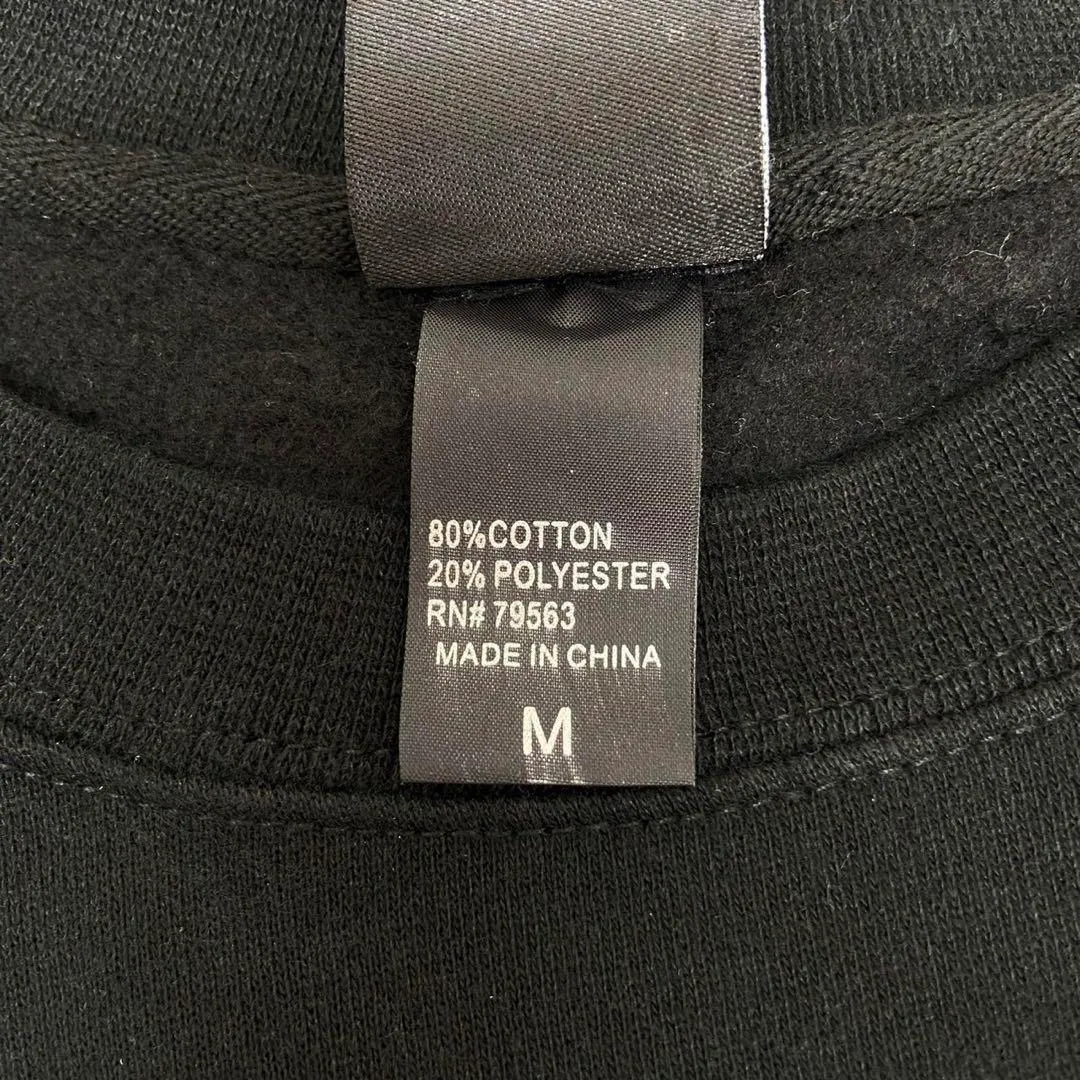 80%COTTON
20% POLYESTER
RN# 79563
MADE IN CHINA
M